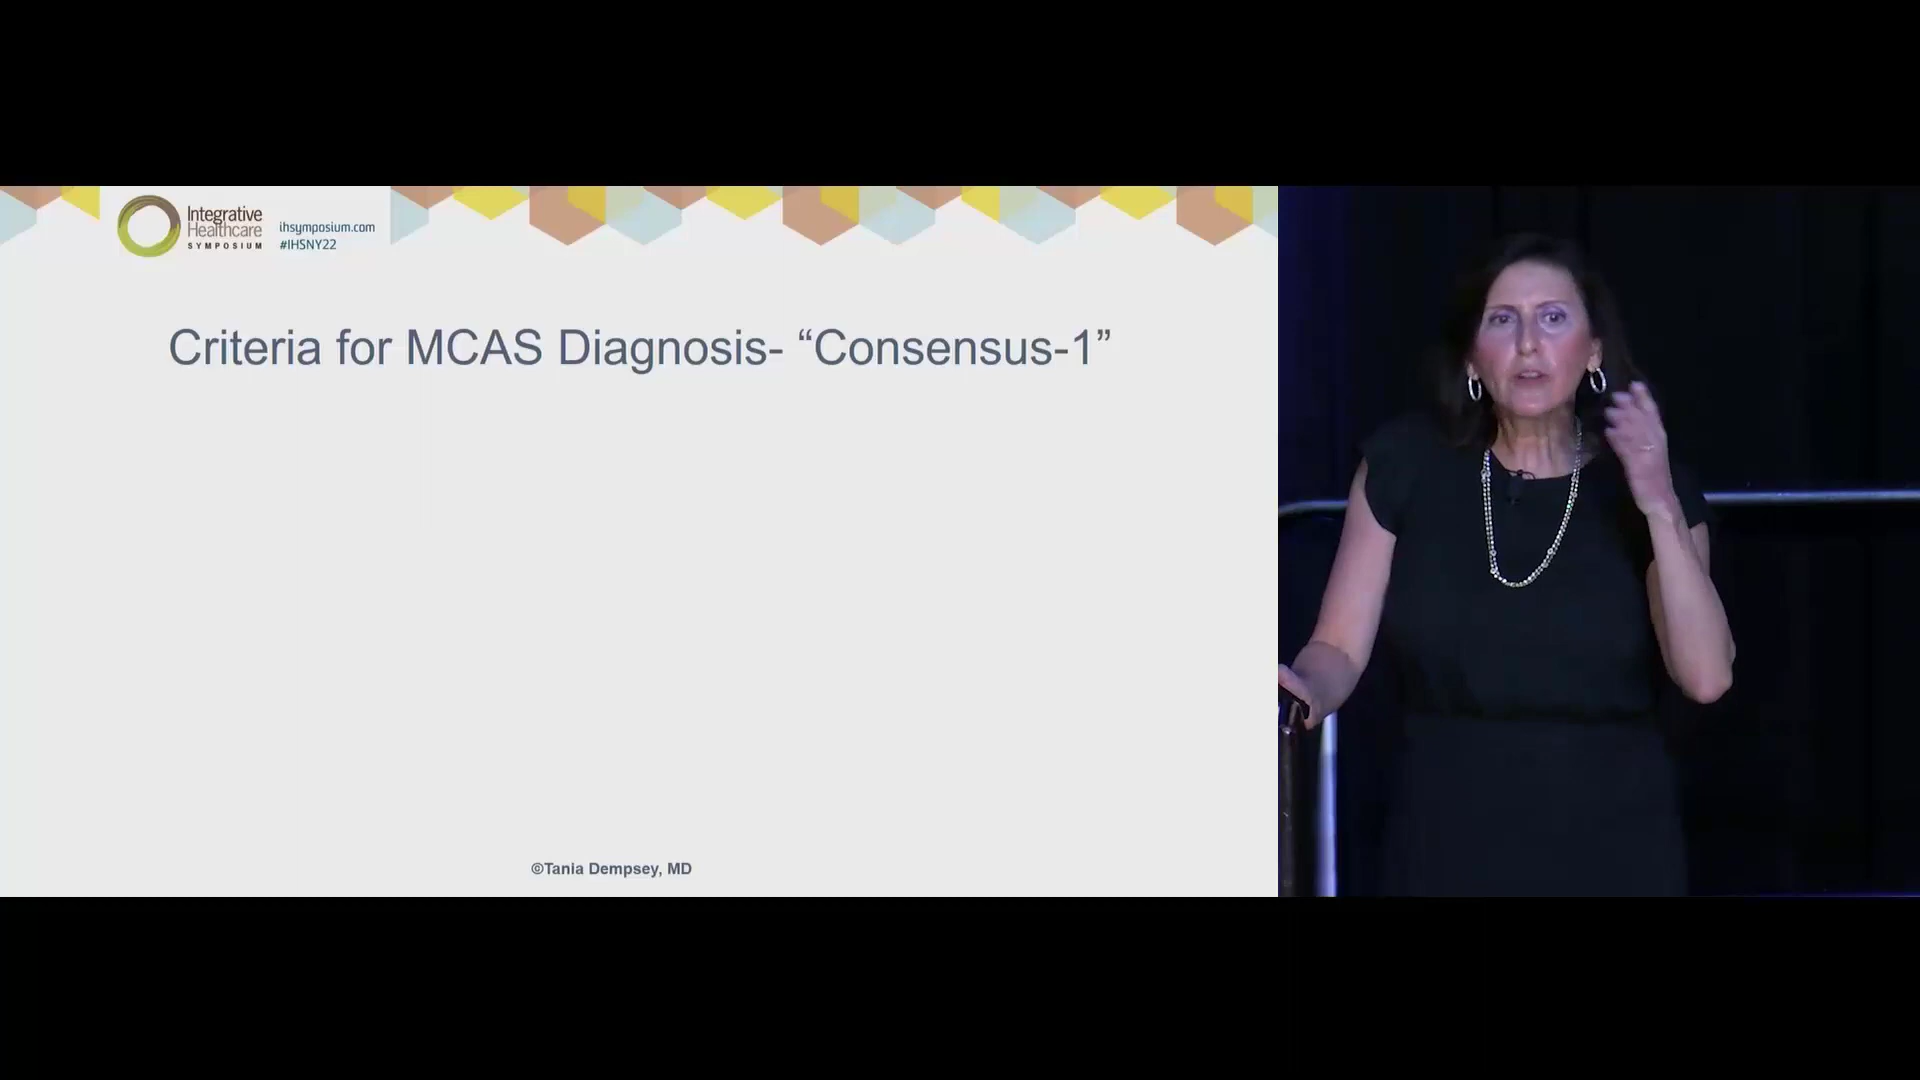 Integrative
Healthcare
SYMPOSIUM
ihsymposium.com
#IHSNY22
Criteria for MCAS Diagnosis- “Consensus-1”
©Tania Dempsey, MD